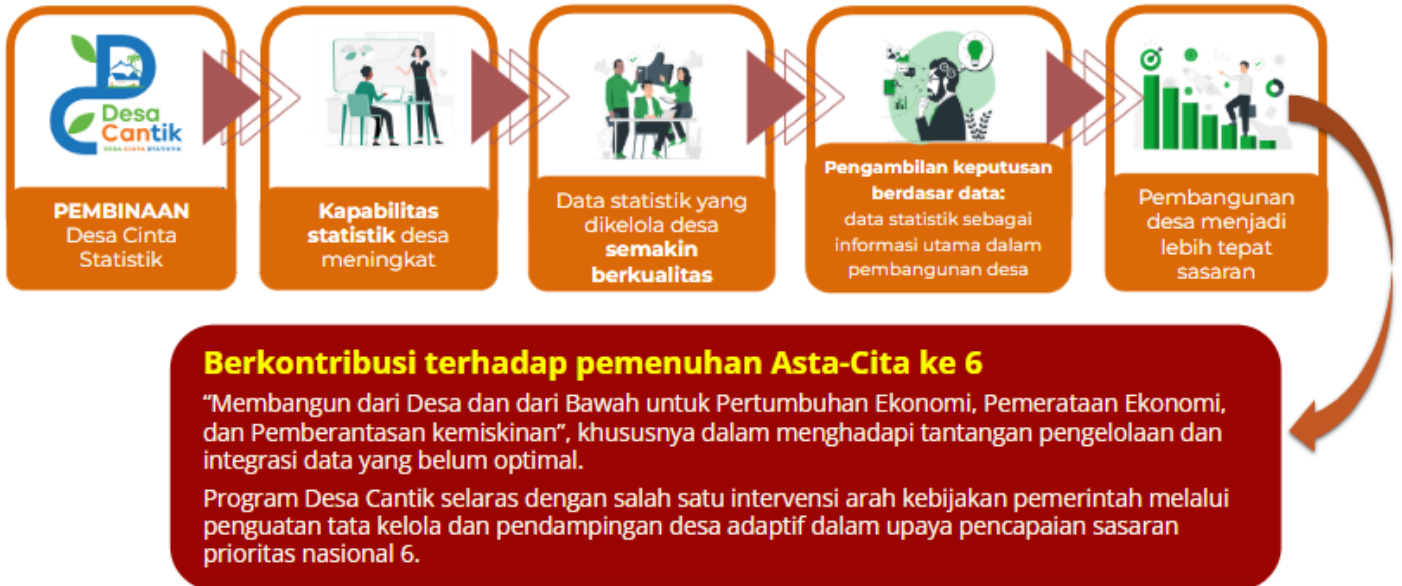 Desa
Cantik
DESA CINTA STATISTIK
PEMBINAAN
Desa Cinta
Statistik
Kapabilitas
statistik desa
meningkat
Data statistik yang
dikelola desa
semakin
berkualitas
Pengambilan keputusan
berdasar data:
data statistik sebagai
informasi utama dalam
pembangunan desa
Pembangunan
desa menjadi
lebih tepat
sasaran
Berkontribusi terhadap pemenuhan Asta-Cita ke 6
“Membangun dari Desa dan dari Bawah untuk Pertumbuhan Ekonomi, Pemerataan Ekonomi,
dan Pemberantasan kemiskinan”, khususnya dalam menghadapi tantangan pengelolaan dan
integrasi data yang belum optimal.
Program Desa Cantik selaras dengan salah satu intervensi arah kebijakan pemerintah melalui
penguatan tata kelola dan pendampingan desa adaptif dalam upaya pencapaian sasaran
prioritas nasional 6.